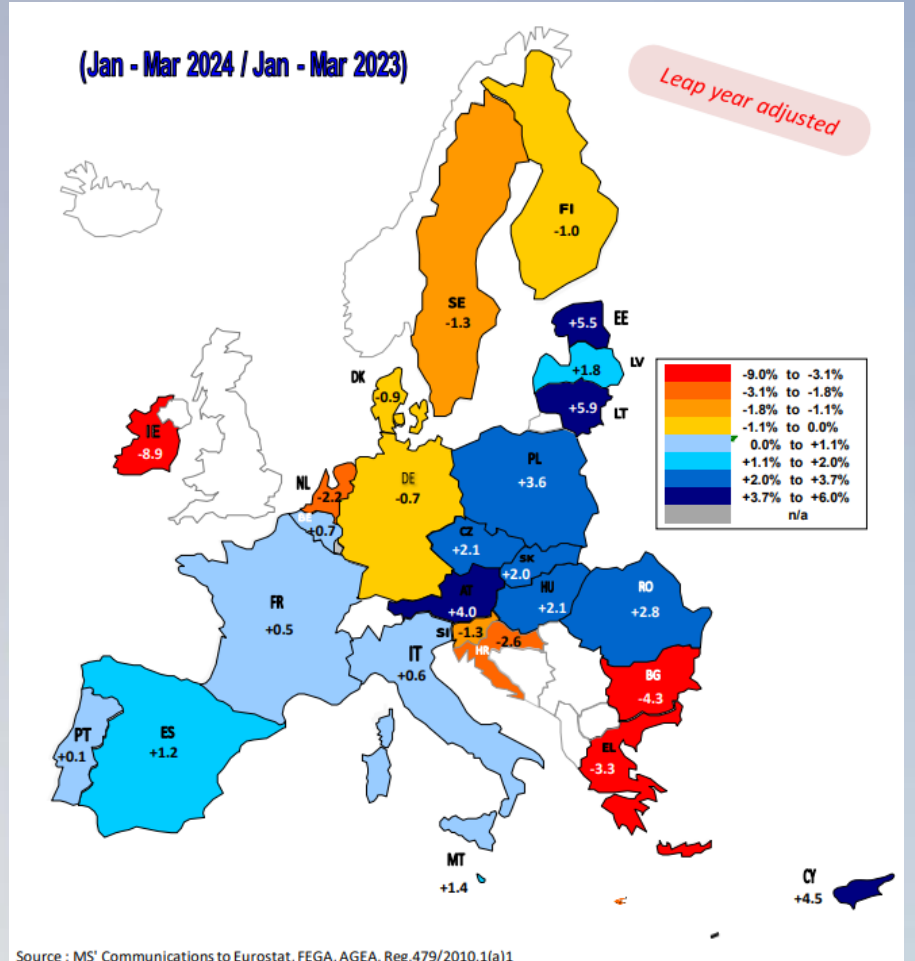 (Jan - Mar 2024 / Jan - Mar 2023)
Leap year adjusted
FI
-1.0
SE
-1.3
+5.5
EE
+1.8
LV
+5.9
LT
DK
-0.9
IE
-8.9
NL
-2.2
BE
+0.7
DE
-0.7
PL
+3.6
CZ
+2.1
SK
+2.0
AT
+4.0
HU
+2.1
RO
+2.8
FR
+0.5
SI
-1.3
HR
-2.6
IT
+0.6
BG
-4.3
EL
-3.3
PT
+0.1
ES
+1.2
MT
+1.4
CY
+4.5
-9.0% to -3.1%
-3.1% to -1.8%
-1.8% to -1.1%
-1.1% to 0.0%
0.0% to +1.1%
+1.1% to +2.0%
+2.0% to +3.7%
+3.7% to +6.0%
n/a
Source : MS' Communications to Eurostat, FEGA, AGEA, Reg.479/2010.1(a)1